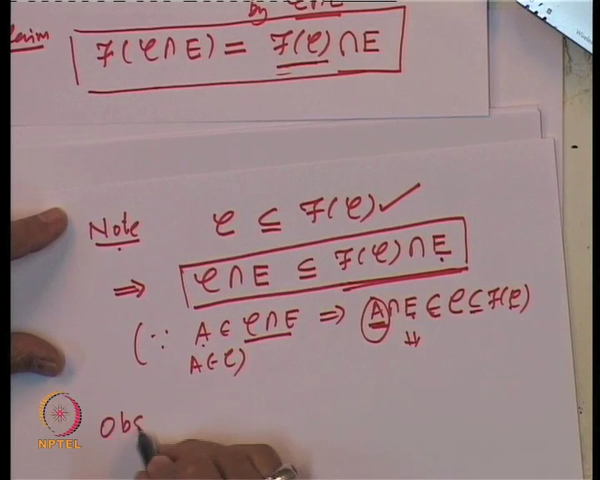 by C∩E
Claim F(C∩E) = F(C)∩E
Note C ⊆ F(C) ✓
⇒ C∩E ⊆ F(C)∩E
(∵ A ∈ C∩E ⇒ A∩E ∈ C ⊆ F(C)
A ∈ C)
Obs
NPTEL